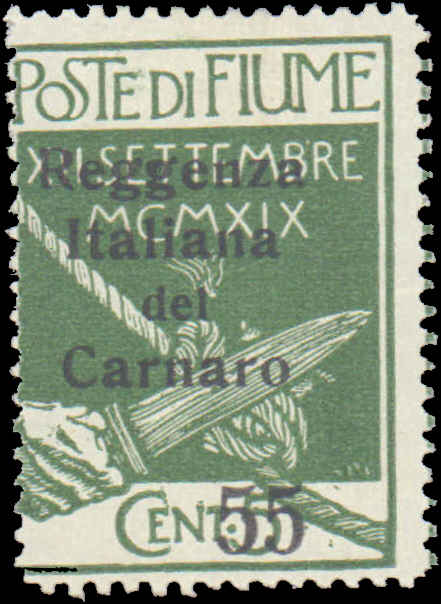 POSTE DI FIUME
XII SETTEMBRE
Reggenza
MCMXIX
Italiana
del
Carnaro
CENT. 55